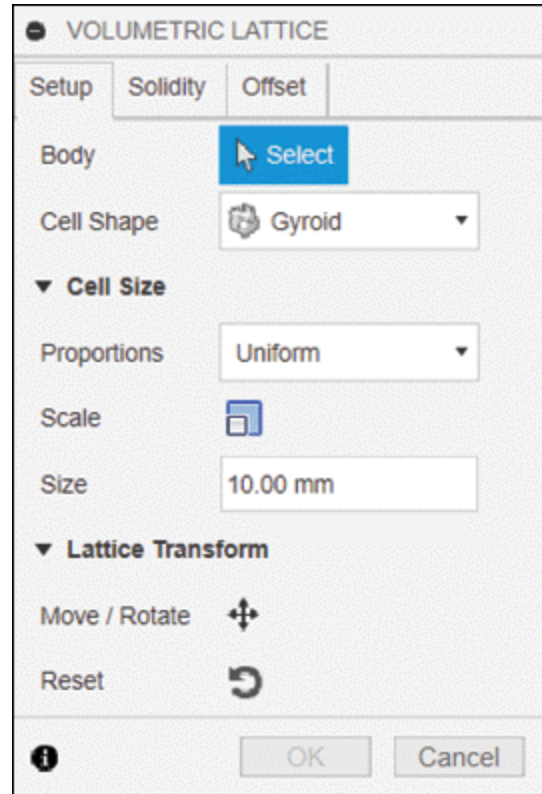 VOLUMETRIC LATTICE
Setup Solidity Offset
Body Select
Cell Shape Gyroid
Cell Size
Proportions Uniform
Scale
Size 10.00 mm
Lattice Transform
Move / Rotate
Reset
OK Cancel